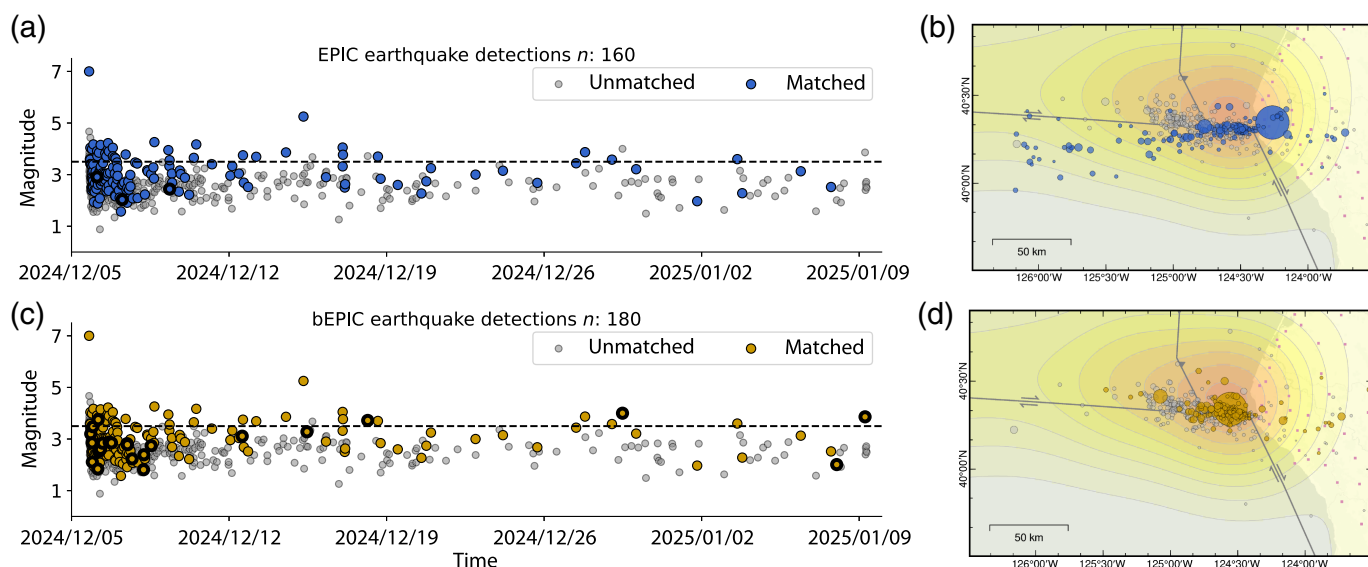 (a)
EPIC earthquake detections n: 160
Unmatched Matched
Magnitude
7
5
3
1
2024/12/05 2024/12/12 2024/12/19 2024/12/26 2025/01/02 2025/01/09
(b)
40°30'N
40°00'N
50 km
126°00'W 125°30'W 125°00'W 124°30'W 124°00'W
(c)
bEPIC earthquake detections n: 180
Unmatched Matched
Magnitude
7
5
3
1
2024/12/05 2024/12/12 2024/12/19 2024/12/26 2025/01/02 2025/01/09
Time
(d)
40°30'N
40°00'N
50 km
126°00'W 125°30'W 125°00'W 124°30'W 124°00'W